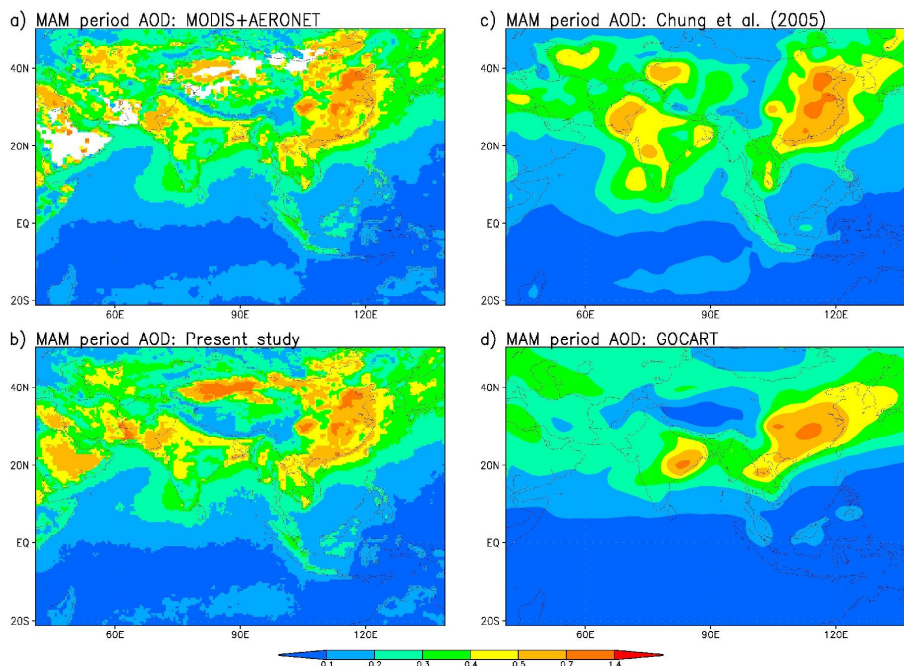 a) MAM period AOD: MODIS+AERONET
40N
20N
EQ
20S
60E 90E 120E
c) MAM period AOD: Chung et al. (2005)
40N
20N
EQ
20S
60E 90E 120E
b) MAM period AOD: Present study
40N
20N
EQ
20S
60E 90E 120E
d) MAM period AOD: GOCART
40N
20N
EQ
20S
60E 90E 120E
0.1 0.2 0.3 0.4 0.5 0.7 1.4